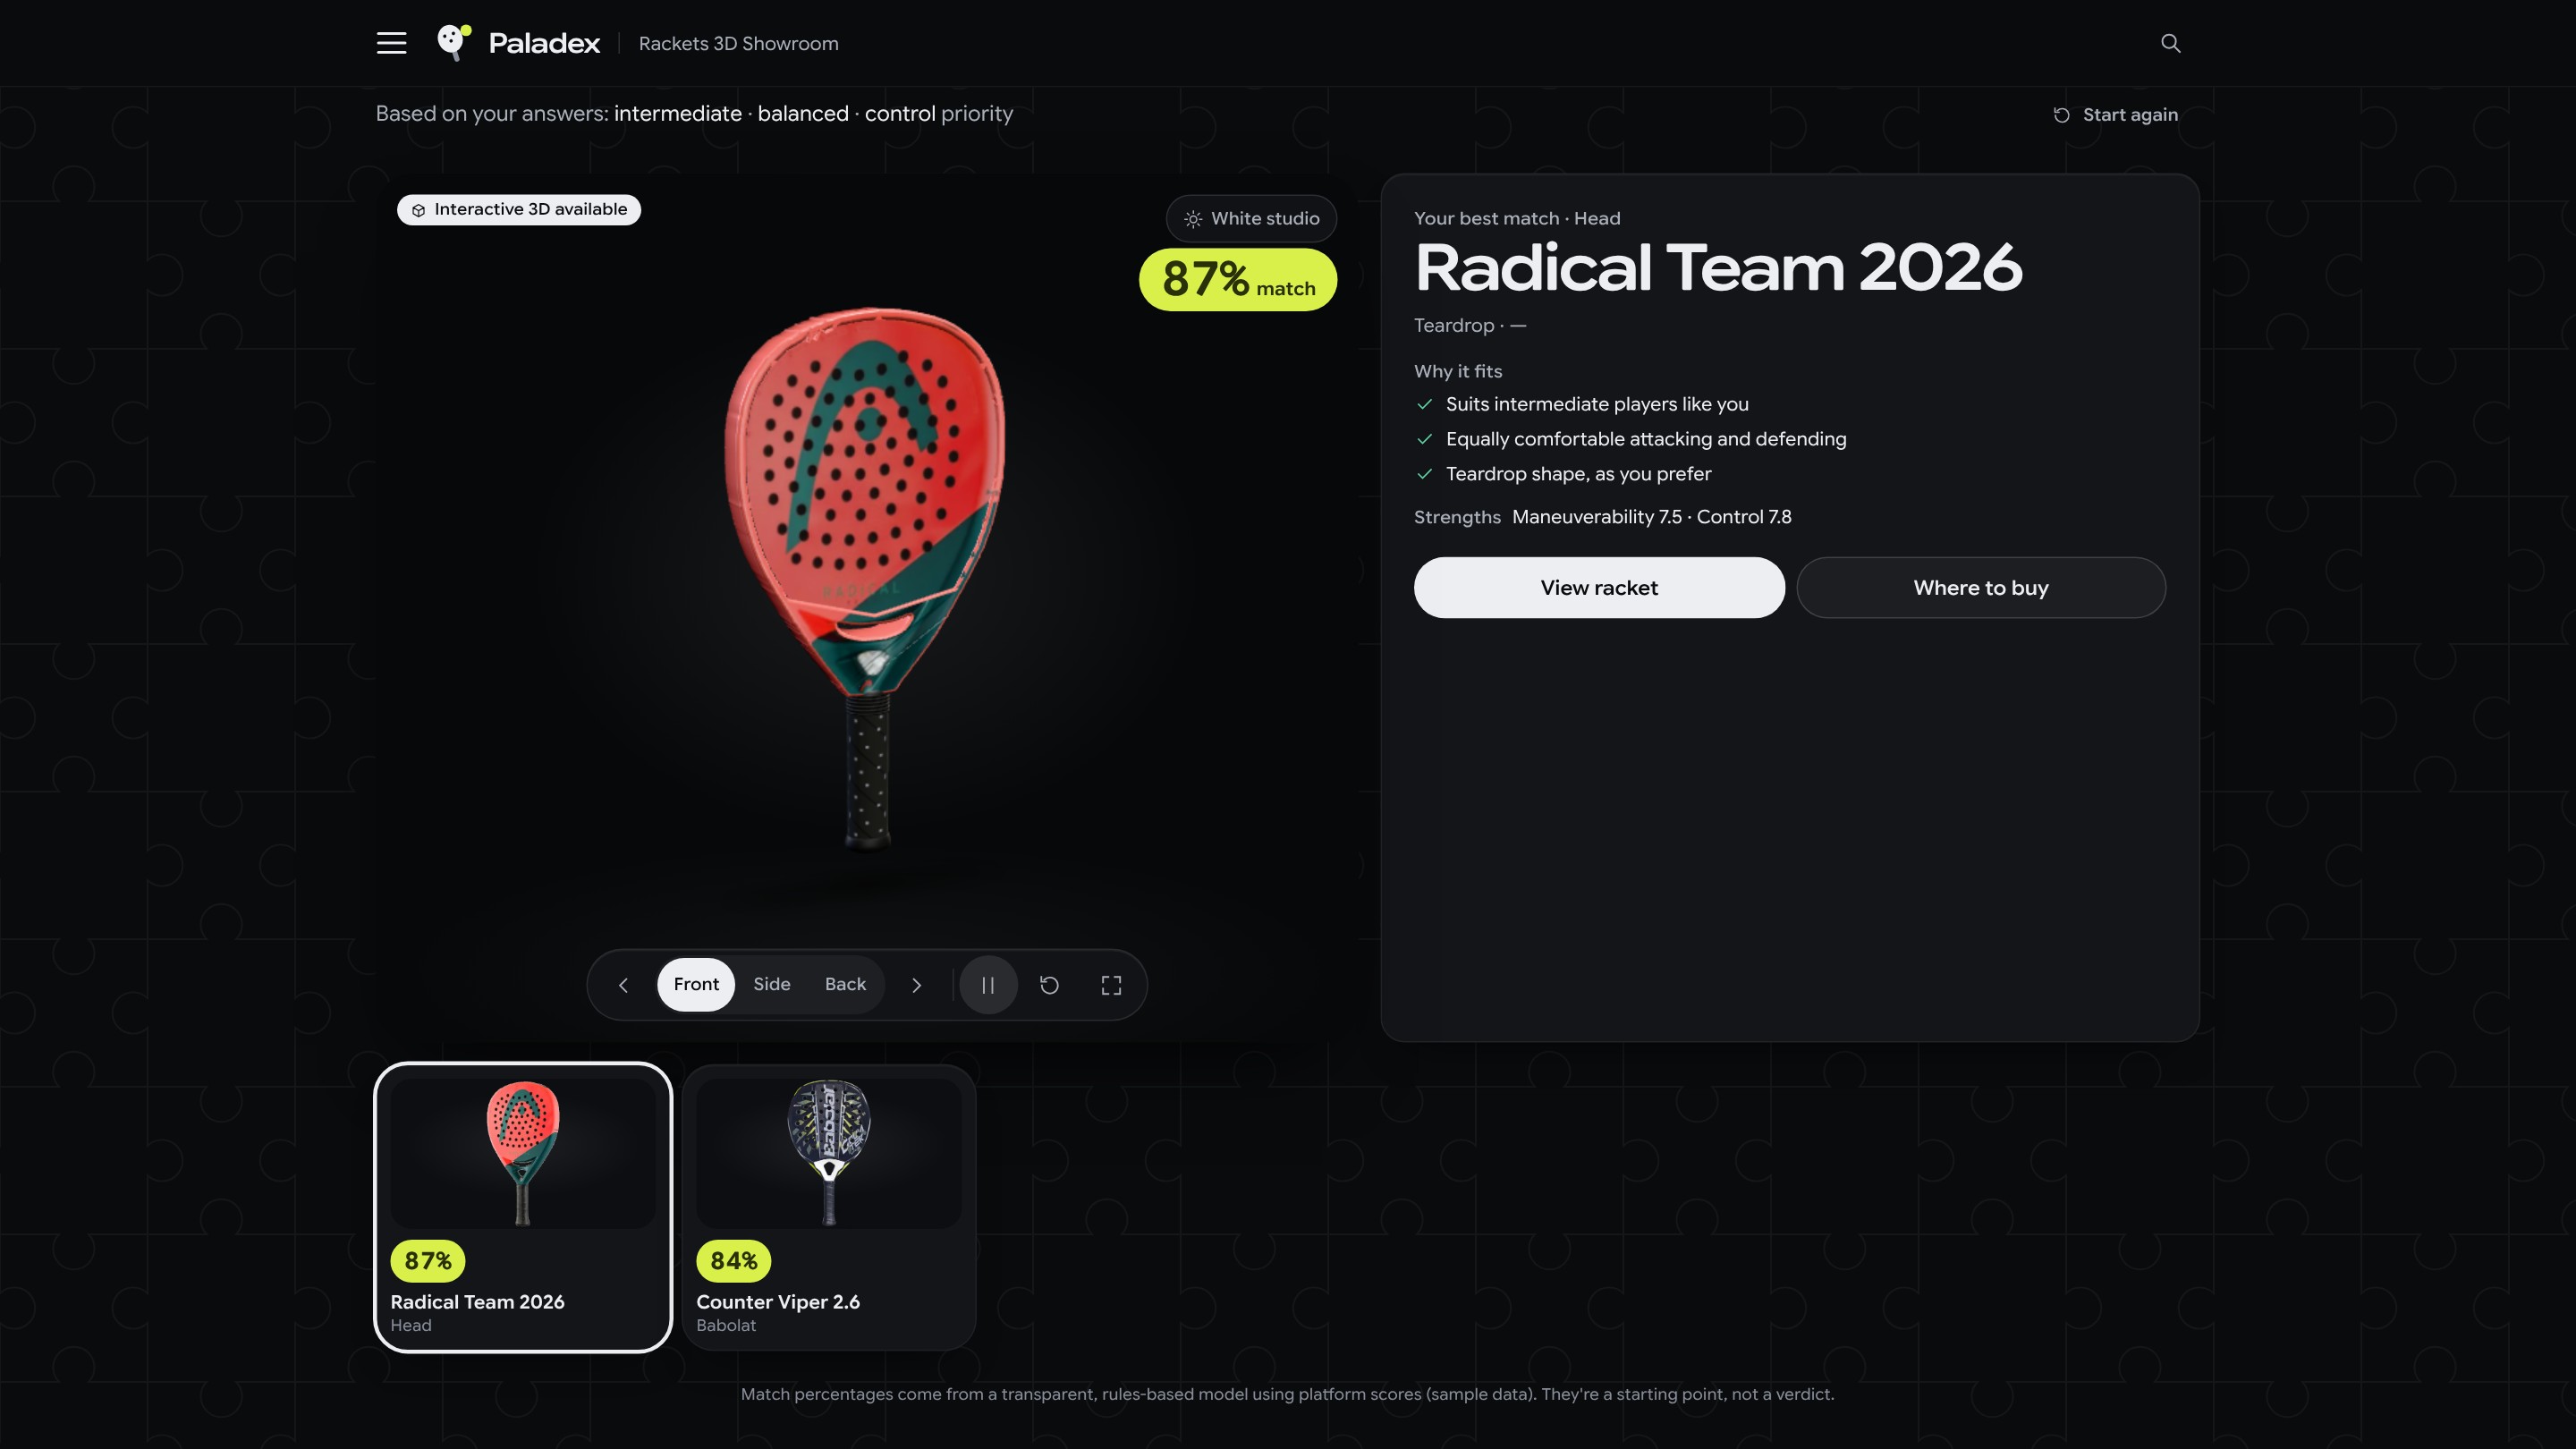 Paladex
Rackets 3D Showroom
Based on your answers: intermediate · balanced · control priority
Start again
Interactive 3D available
White studio
87% match
RADICAL
Front
Side
Back
Your best match · Head
Radical Team 2026
Teardrop · —
Why it fits
Suits intermediate players like you
Equally comfortable attacking and defending
Teardrop shape, as you prefer
Strengths Maneuverability 7.5 · Control 7.8
View racket
Where to buy
87%
Radical Team 2026
Head
babolat
84%
Counter Viper 2.6
Babolat
Match percentages come from a transparent, rules-based model using platform scores (sample data). They're a starting point, not a verdict.